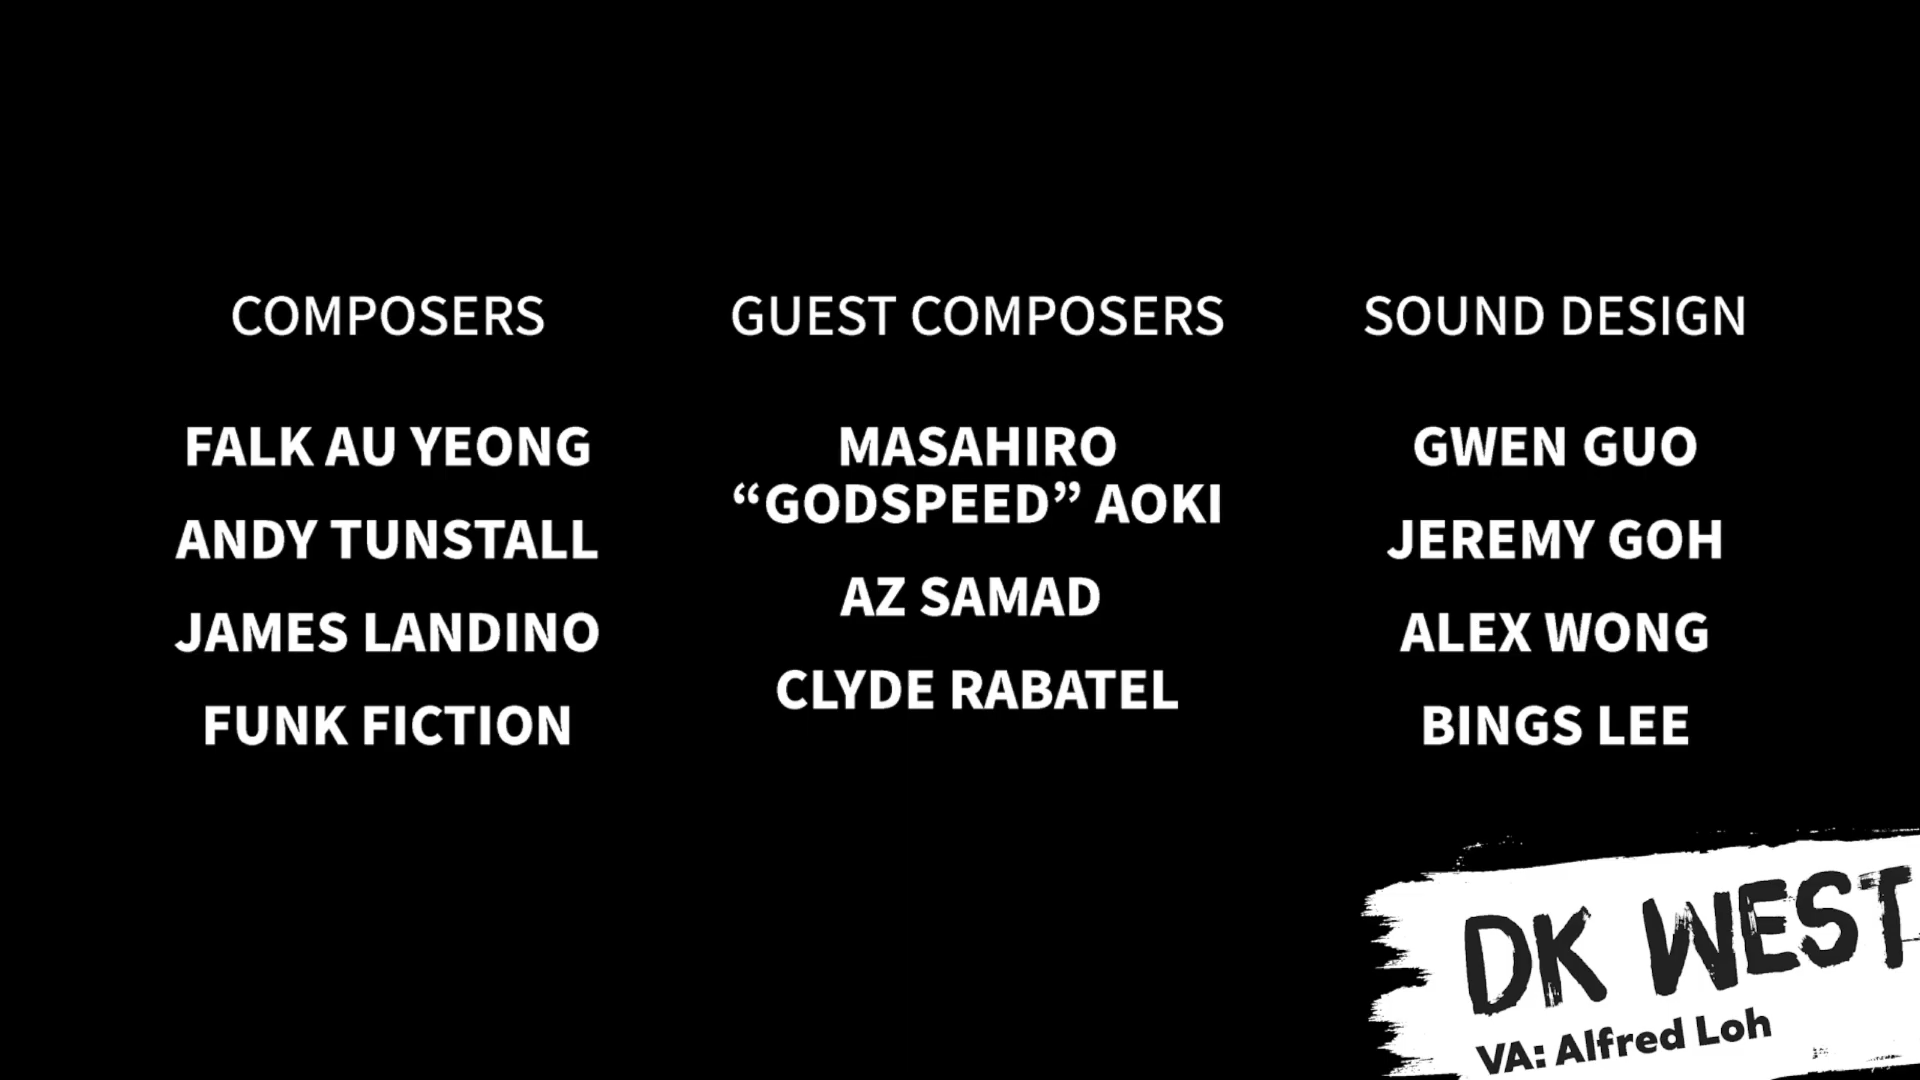 COMPOSERS
FALK AU YEONG
ANDY TUNSTALL
JAMES LANDINO
FUNK FICTION
GUEST COMPOSERS
MASAHIRO
“GODSPEED” AOKI
AZ SAMAD
CLYDE RABATEL
SOUND DESIGN
GWEN GUO
JEREMY GOH
ALEX WONG
BINGS LEE
DK WEST
VA: Alfred Loh